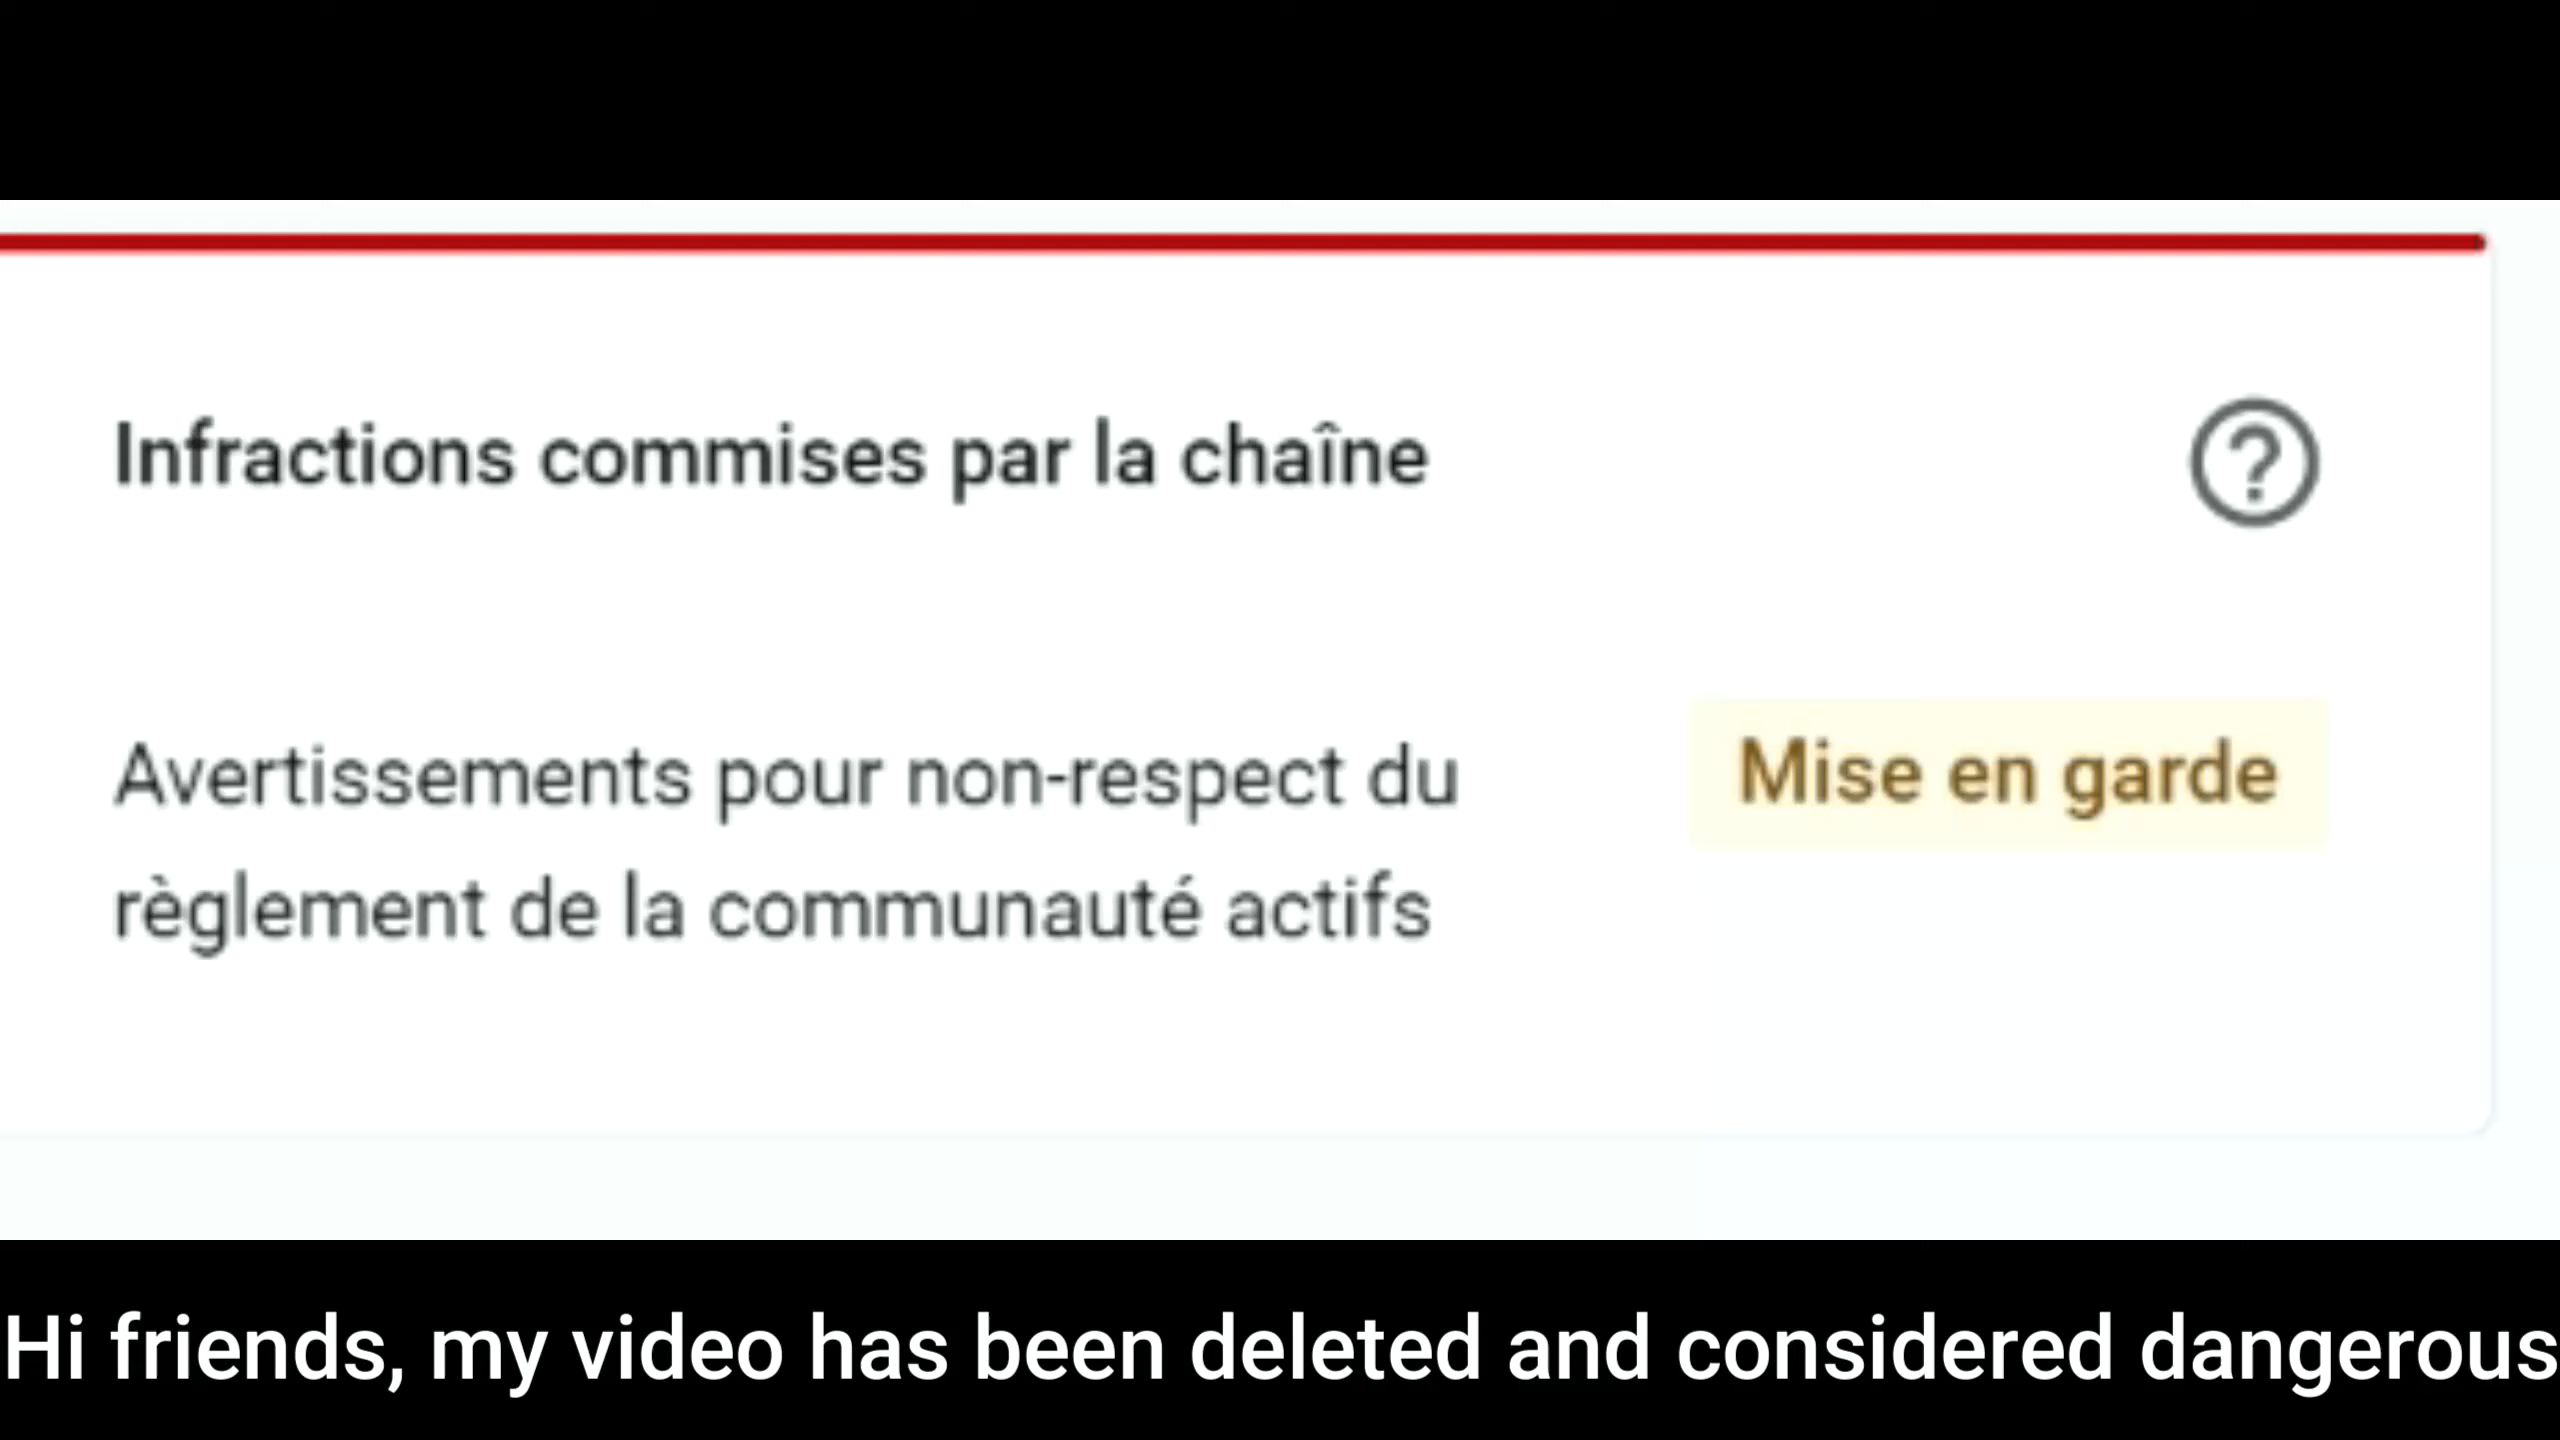 Infractions commises par la chaîne
Avertissements pour non-respect du
règlement de la communauté actifs
Mise en garde
Hi friends, my video has been deleted and considered dangerous